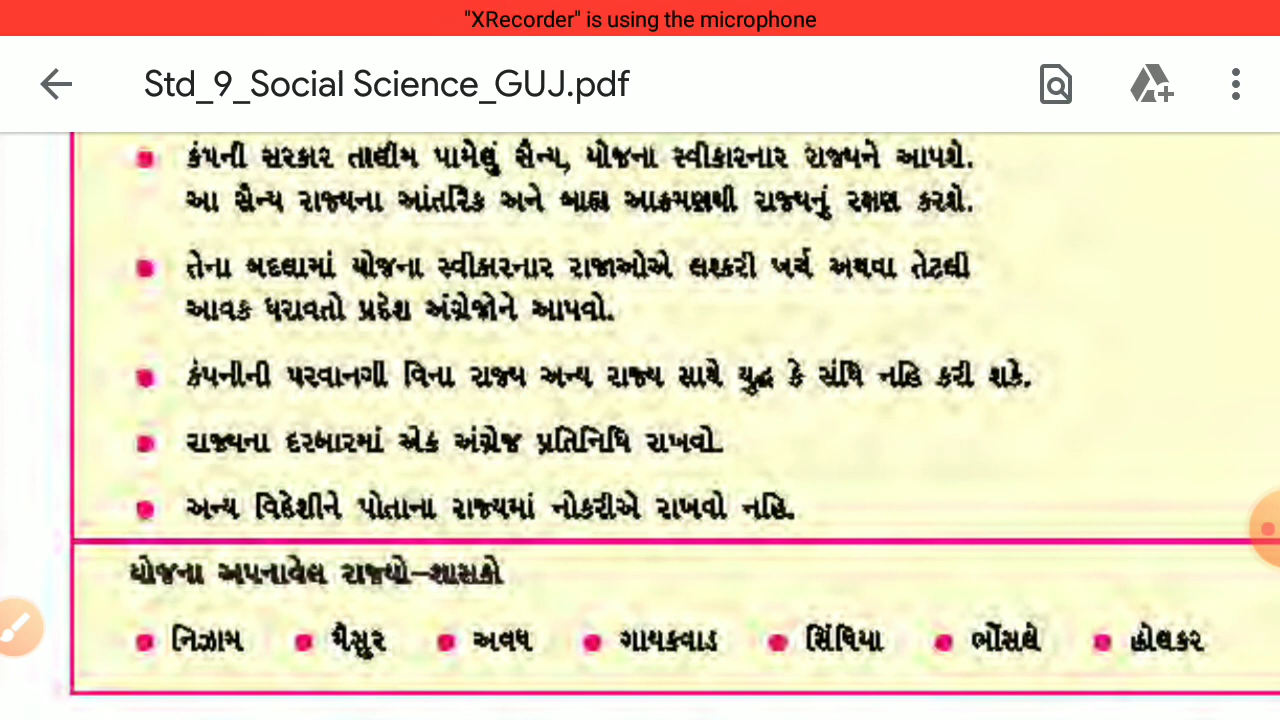 "XRecorder" is using the microphone
Std_9_Social Science_GUJ.pdf
કંપની સરકાર તાલીમ પામેલું સૈન્ય, યોજના સ્વીકારનાર રાજ્યને આપશે.
આ સૈન્ય રાજ્યના આંતરિક અને બાહ્ય આક્રમણથી રાજ્યનું રક્ષણ કરશે.
તેના બદલામાં યોજના સ્વીકારનાર રાજાઓએ લશ્કરી ખર્ચ અથવા તેટલી
આવક ધરાવતો પ્રદેશ અંગ્રેજોને આપવો.
કંપનીની પરવાનગી વિના રાજ્ય અન્ય રાજ્ય સાથે યુદ્ધ કે સંધિ નહિ કરી શકે.
રાજ્યના દરબારમાં એક અંગ્રેજ પ્રતિનિધિ રાખવો.
અન્ય વિદેશીને પોતાના રાજ્યમાં નોકરીએ રાખવો નહિ.
યોજના અપનાવેલ રાજ્યો–શાસકો
નિઝામ મૈસુર અવધ ગાયકવાડ સિંધિયા ભોંસલે હોલકર